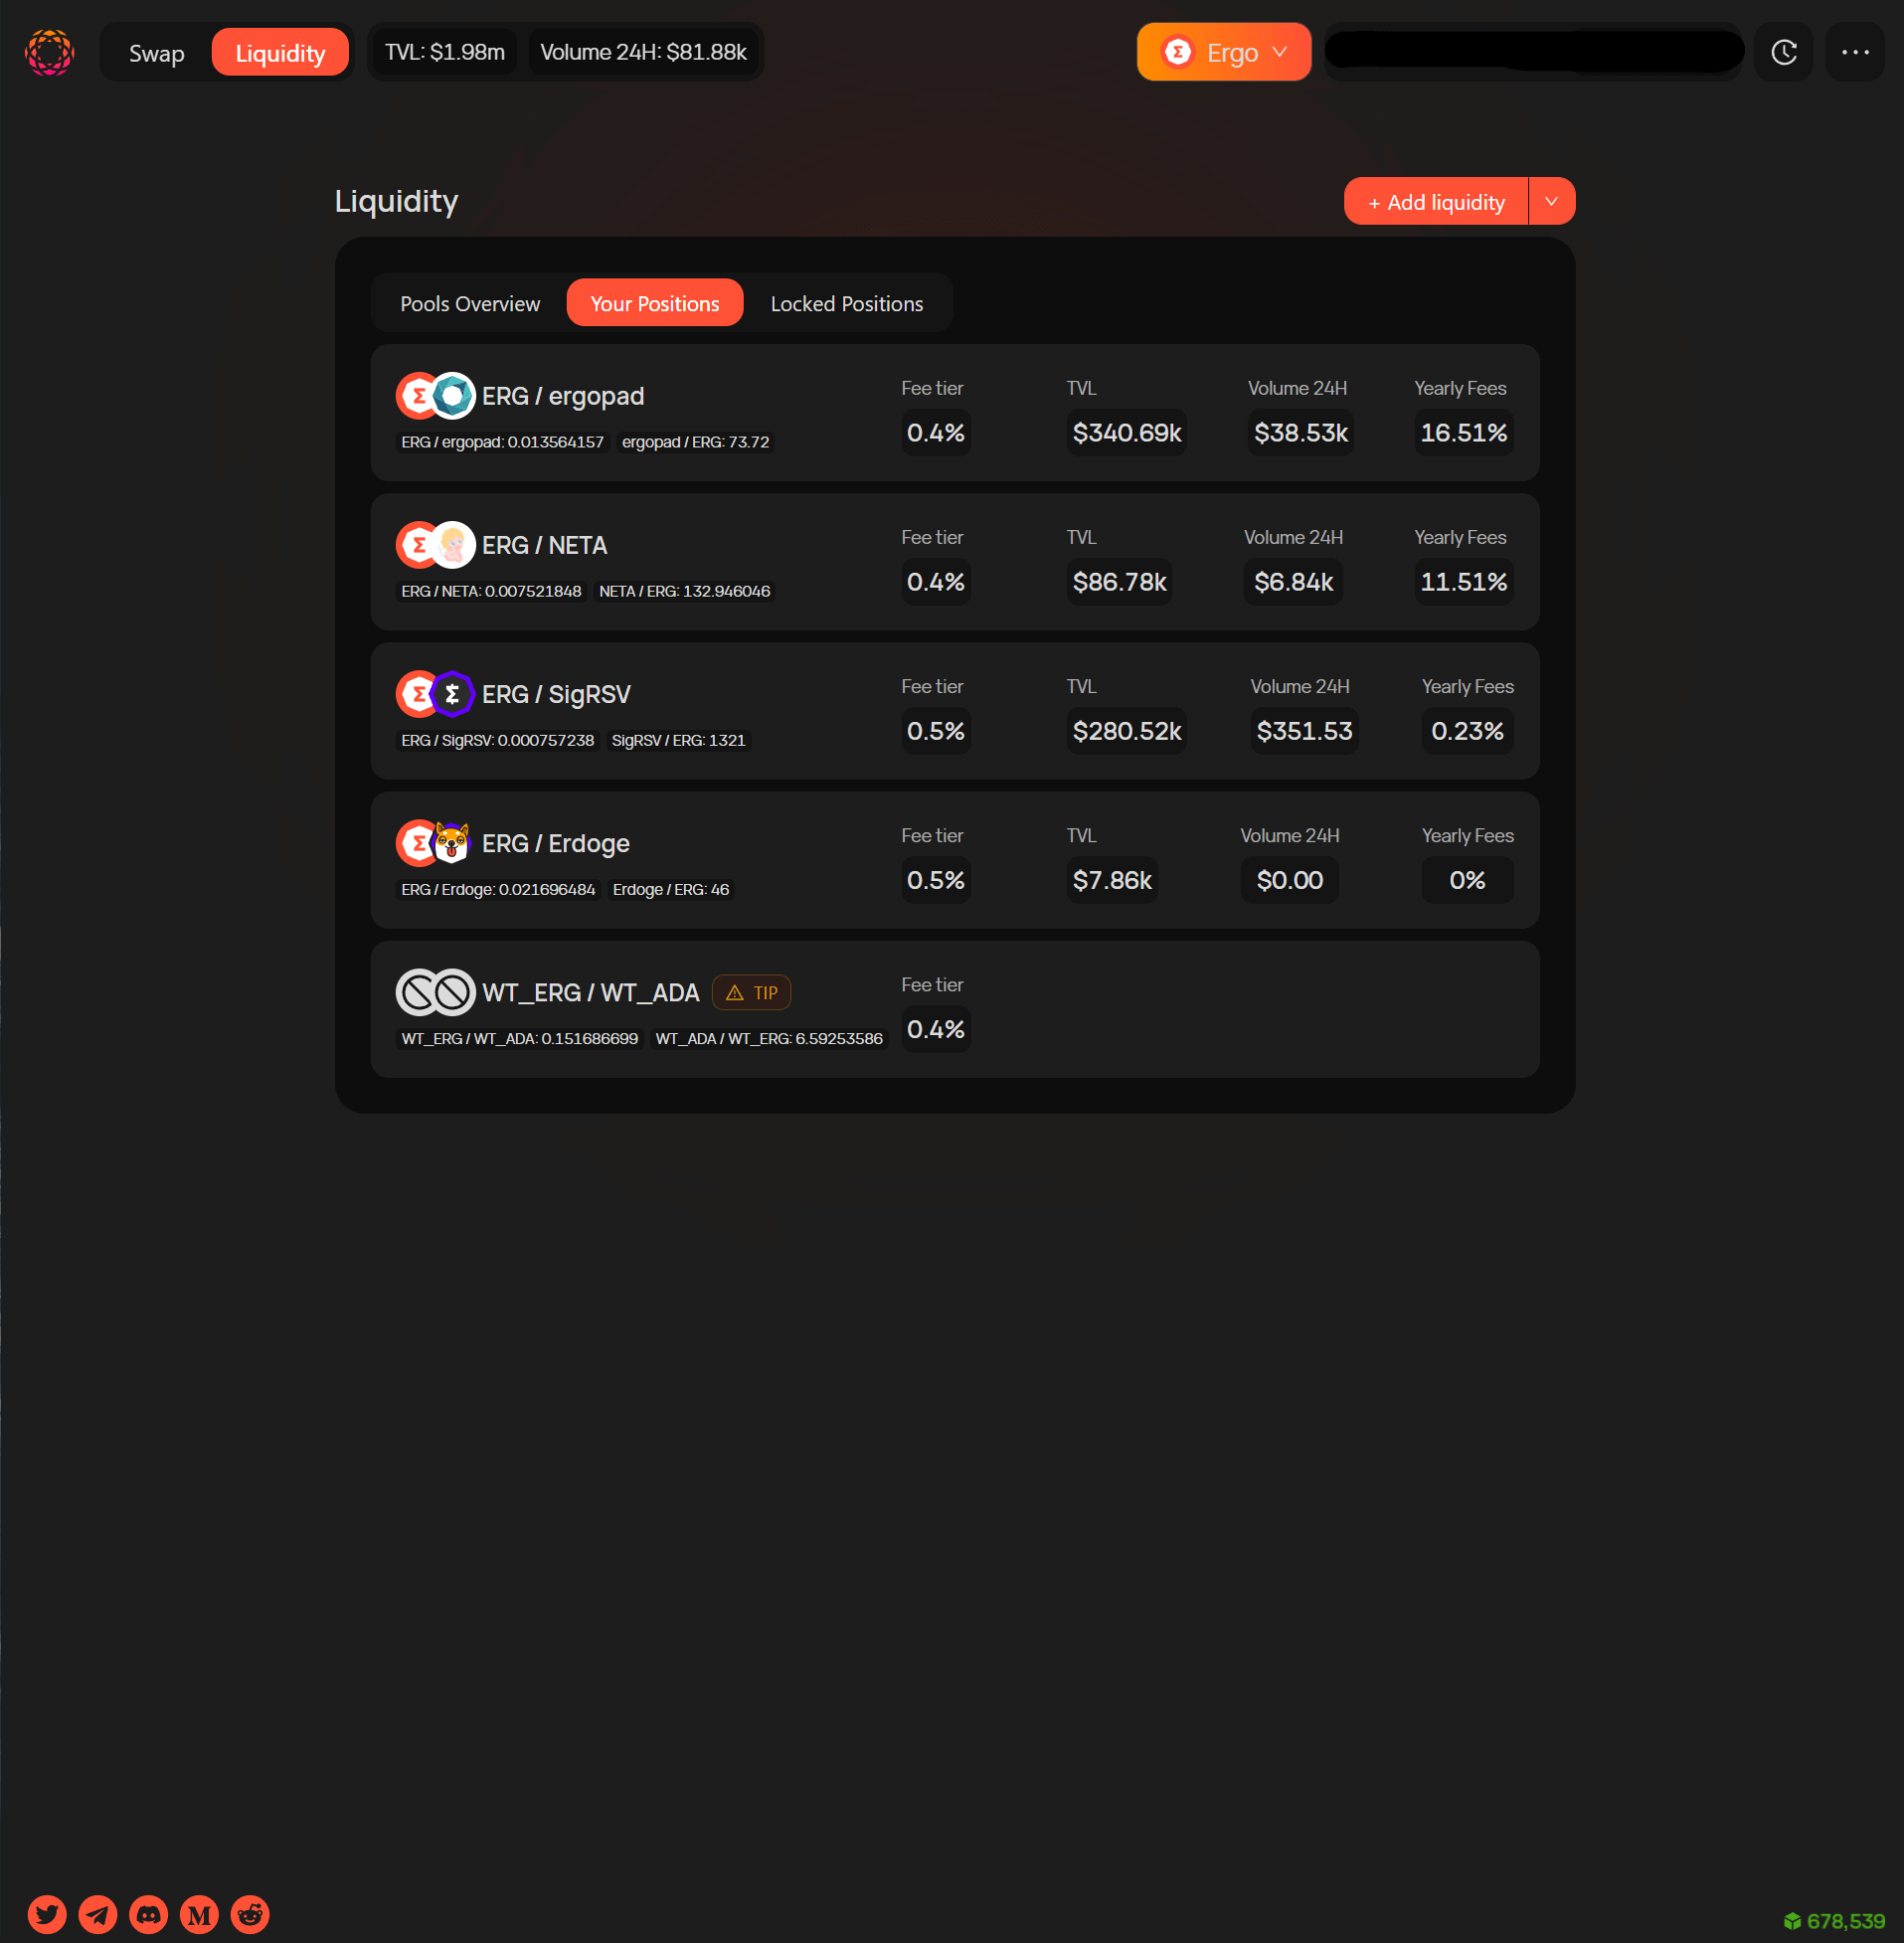 Swap Liquidity TVL: $1.98m Volume 24H: $81.88k Ergo
Liquidity + Add liquidity
Pools Overview Your Positions Locked Positions
ERG / ergopad
ERG / ergopad: 0.013564157 ergopad / ERG: 73.72
Fee tier TVL Volume 24H Yearly Fees
0.4% $340.69k $38.53k 16.51%
ERG / NETA
ERG / NETA: 0.007521848 NETA / ERG: 132.946046
Fee tier TVL Volume 24H Yearly Fees
0.4% $86.78k $6.84k 11.51%
ERG / SigRSV
ERG / SigRSV: 0.000757238 SigRSV / ERG: 1321
Fee tier TVL Volume 24H Yearly Fees
0.5% $280.52k $351.53 0.23%
ERG / Erdoge
ERG / Erdoge: 0.021696484 Erdoge / ERG: 46
Fee tier TVL Volume 24H Yearly Fees
0.5% $7.86k $0.00 0%
WT_ERG / WT_ADA TIP
WT_ERG / WT_ADA: 0.151686699 WT_ADA / WT_ERG: 6.59253586
Fee tier
0.4%
678,539